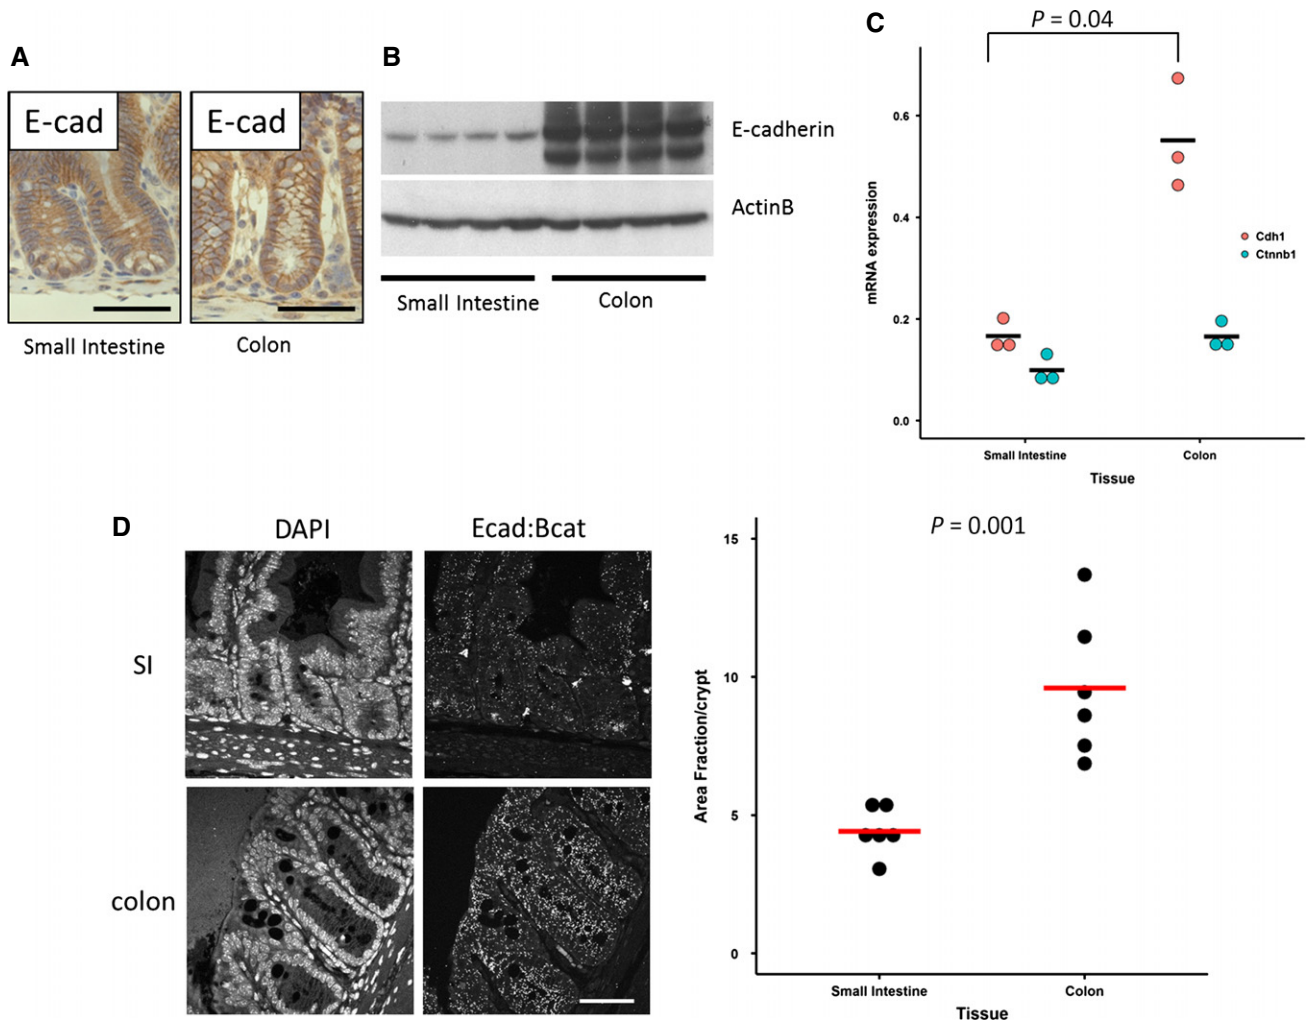 A
E-cad
E-cad
Small Intestine
Colon
B
E-cadherin
ActinB
Small Intestine
Colon
C
P = 0.04
mRNA expression
0.6
0.4
0.2
0.0
Cdh1
Ctnnb1
Small Intestine
Colon
Tissue
D
DAPI
Ecad:Bcat
SI
colon
P = 0.001
Area Fraction/crypt
15
10
5
0
Small Intestine
Colon
Tissue